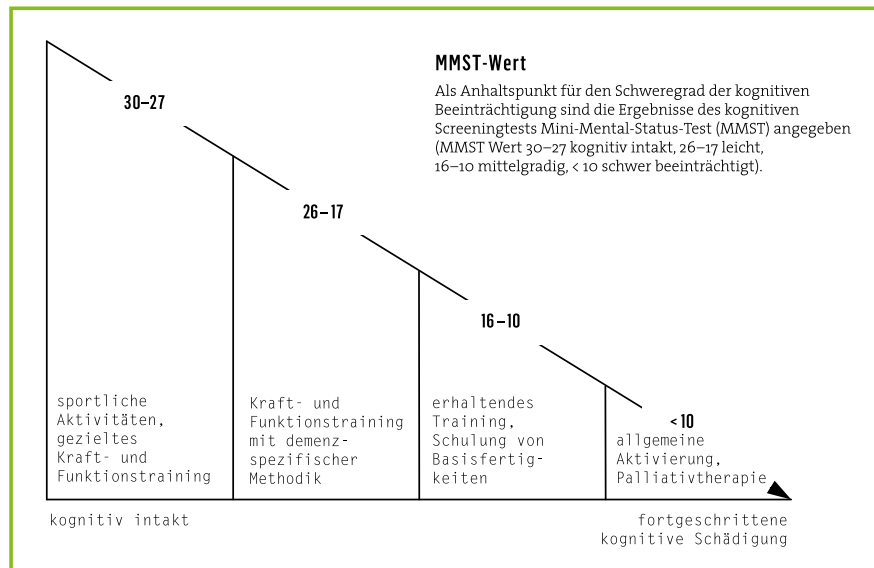 MMST-Wert
Als Anhaltspunkt für den Schweregrad der kognitiven
Beeinträchtigung sind die Ergebnisse des kognitiven
Screeningtests Mini-Mental-Status-Test (MMST) angegeben
(MMST Wert 30–27 kognitiv intakt, 26–17 leicht,
16–10 mittelgradig, < 10 schwer beeinträchtigt).
30–27
26–17
16–10
<10
sportliche
Aktivitäten,
gezieltes
Kraft- und
Funktionstraining
Kraft- und
Funktionstraining
mit demenz-
spezifischer
Methodik
erhaltendes
Training,
Schulung von
Basisfertig-
keiten
allgemeine
Aktivierung,
Palliativtherapie
kognitiv intakt
fortgeschrittene
kognitive Schädigung